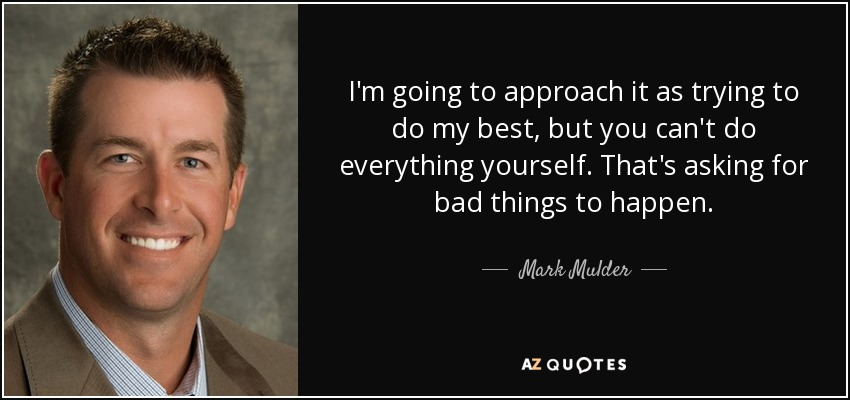 I'm going to approach it as trying to
do my best, but you can't do
everything yourself. That's asking for
bad things to happen.
Mark Mulder
AZ QUOTES